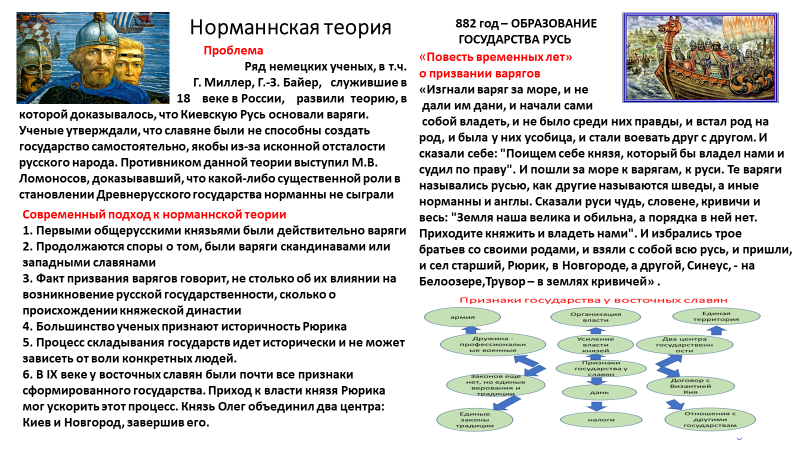 Норманнская теория
Проблема
Ряд немецких ученых, в т.ч.
Г. Миллер, Г.-З. Байер, служившие в
18 веке в России, развили теорию, в
которой доказывалось, что Киевскую Русь основали варяги.
Ученые утверждали, что славяне были не способны создать
государство самостоятельно, якобы из-за исконной отсталости
русского народа. Противником данной теории выступил М.В.
Ломоносов, доказывавший, что какой-либо существенной роли в
становлении Древнерусского государства норманны не сыграли
Современный подход к норманнской теории
1. Первыми общерусскими князьями были действительно варяги
2. Продолжаются споры о том, были варяги скандинавами или
западными славянами
3. Факт призвания варягов говорит, не столько об их влиянии на
возникновение русской государственности, сколько о
происхождении княжеской династии
4. Большинство ученых признают историчность Рюрика
5. Процесс складывания государств идет исторически и не может
зависеть от воли конкретных людей.
6. В IX веке у восточных славян были почти все признаки
сформированного государства. Приход к власти князя Рюрика
мог ускорить этот процесс. Князь Олег объединил два центра:
Киев и Новгород, завершив его.
882 год – ОБРАЗОВАНИЕ
ГОСУДАРСТВА РУСЬ
«Повесть временных лет»
о призвании варягов
«Изгнали варяг за море, и не
дали им дани, и начали сами
собой владеть, и не было среди них правды, и встал род на
род, и была у них усобица, и стали воевать друг с другом. И
сказали себе: "Поищем себе князя, который бы владел нами и
судил по праву". И пошли за море к варягам, к руси. Те варяги
назывались русью, как другие называются шведы, а иные
норманны и англы. Сказали руси чудь, словене, кривичи и
весь: "Земля наша велика и обильна, а порядка в ней нет.
Приходите княжить и владеть нами". И избрались трое
братьев со своими родами, и взяли с собой всю русь, и пришли,
и сел старший, Рюрик, в Новгороде, а другой, Синеус, - на
Белоозере,Трувор – в землях кривичей» .
Признаки государства у восточных славян
армия
Организация
власти
Единая
территория
Дружина -
профессиональн
ые военные
Усиление
власти
князей
Два центра
государственн
ости
Признаки
государства у
славян
Законов еще
нет, но единые
верования и
традиции
дань
Договор с
Византией
Кия
Единые
законы
традиции
налоги
Отношения с
другими
государствам